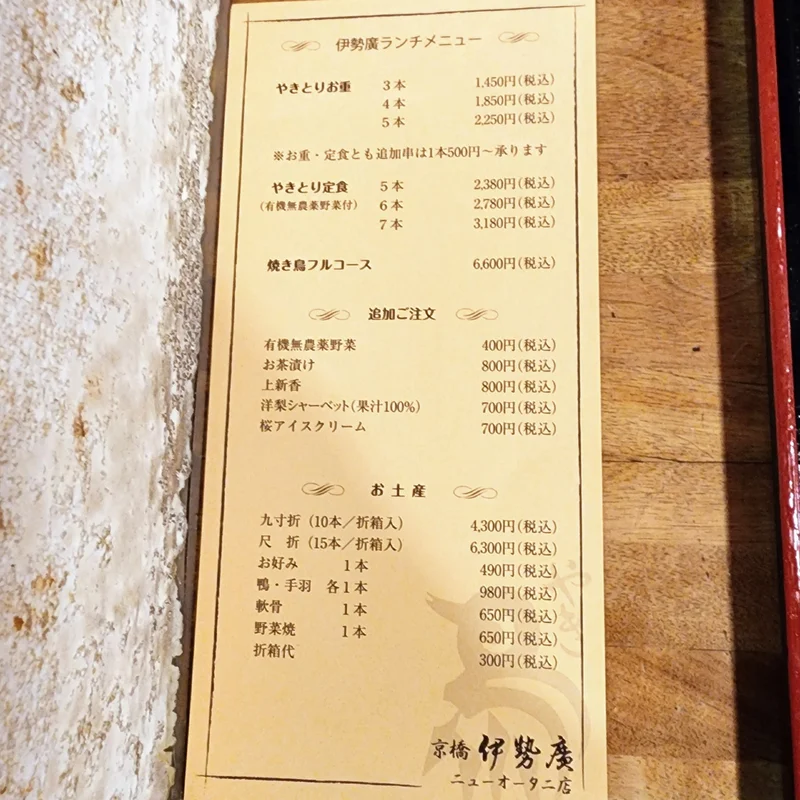 伊勢廣ランチメニュー
やきとりお重 3本 1,450円(税込)
4本 1,850円(税込)
5本 2,250円(税込)
※お重・定食とも追加串は1本500円～承ります
やきとり定食 5本 2,380円(税込)
(有機無農薬野菜付) 6本 2,780円(税込)
7本 3,180円(税込)
焼き鳥フルコース 6,600円(税込)
追加ご注文
有機無農薬野菜 400円(税込)
お茶漬け 800円(税込)
上新香 800円(税込)
洋梨シャーベット(果汁100%) 700円(税込)
桜アイスクリーム 700円(税込)
お土産
九寸折 (10本／折箱入) 4,300円(税込)
尺 折 (15本／折箱入) 6,300円(税込)
お好み 1本 490円(税込)
鴨・手羽 各1本 980円(税込)
軟骨 1本 650円(税込)
野菜焼 1本 650円(税込)
折箱代 300円(税込)
京橋 伊勢廣
ニューオータニ店